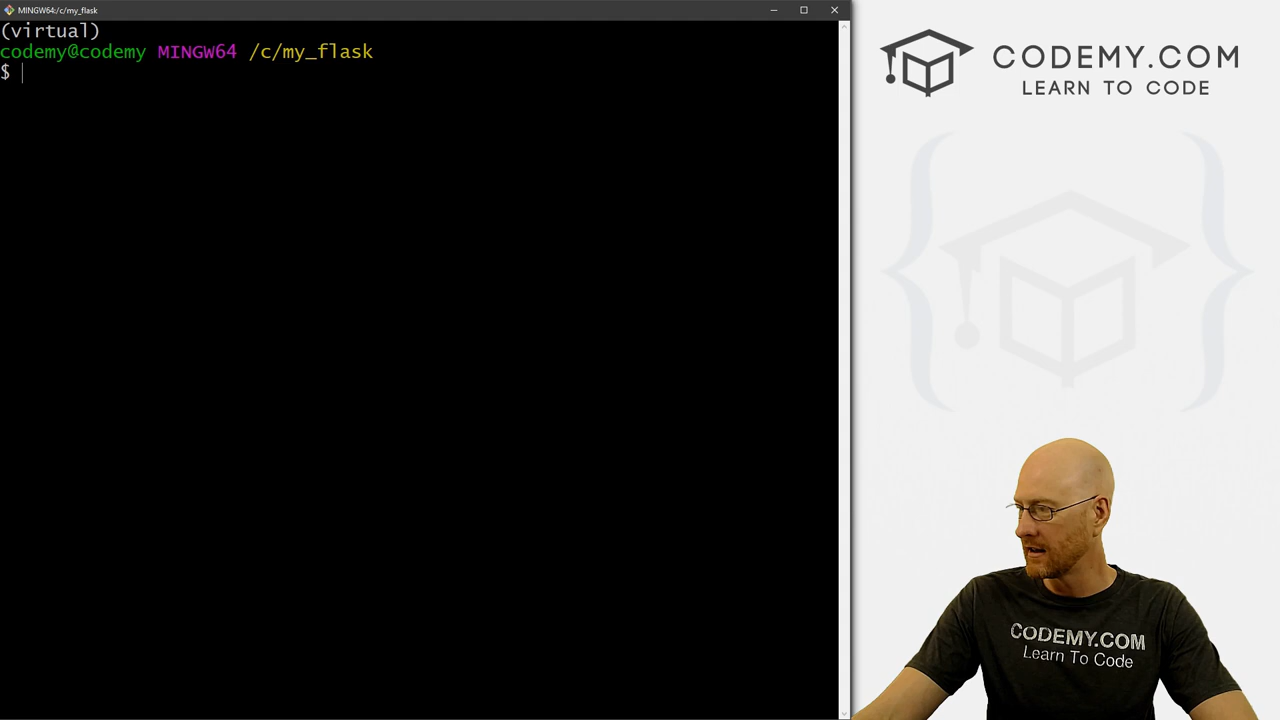 MINGW64:/c/my_flask
(virtual)
codemy@codemy MINGW64 /c/my_flask
$
CODEMY.COM
LEARN TO CODE
CODEMY.COM
Learn To Code